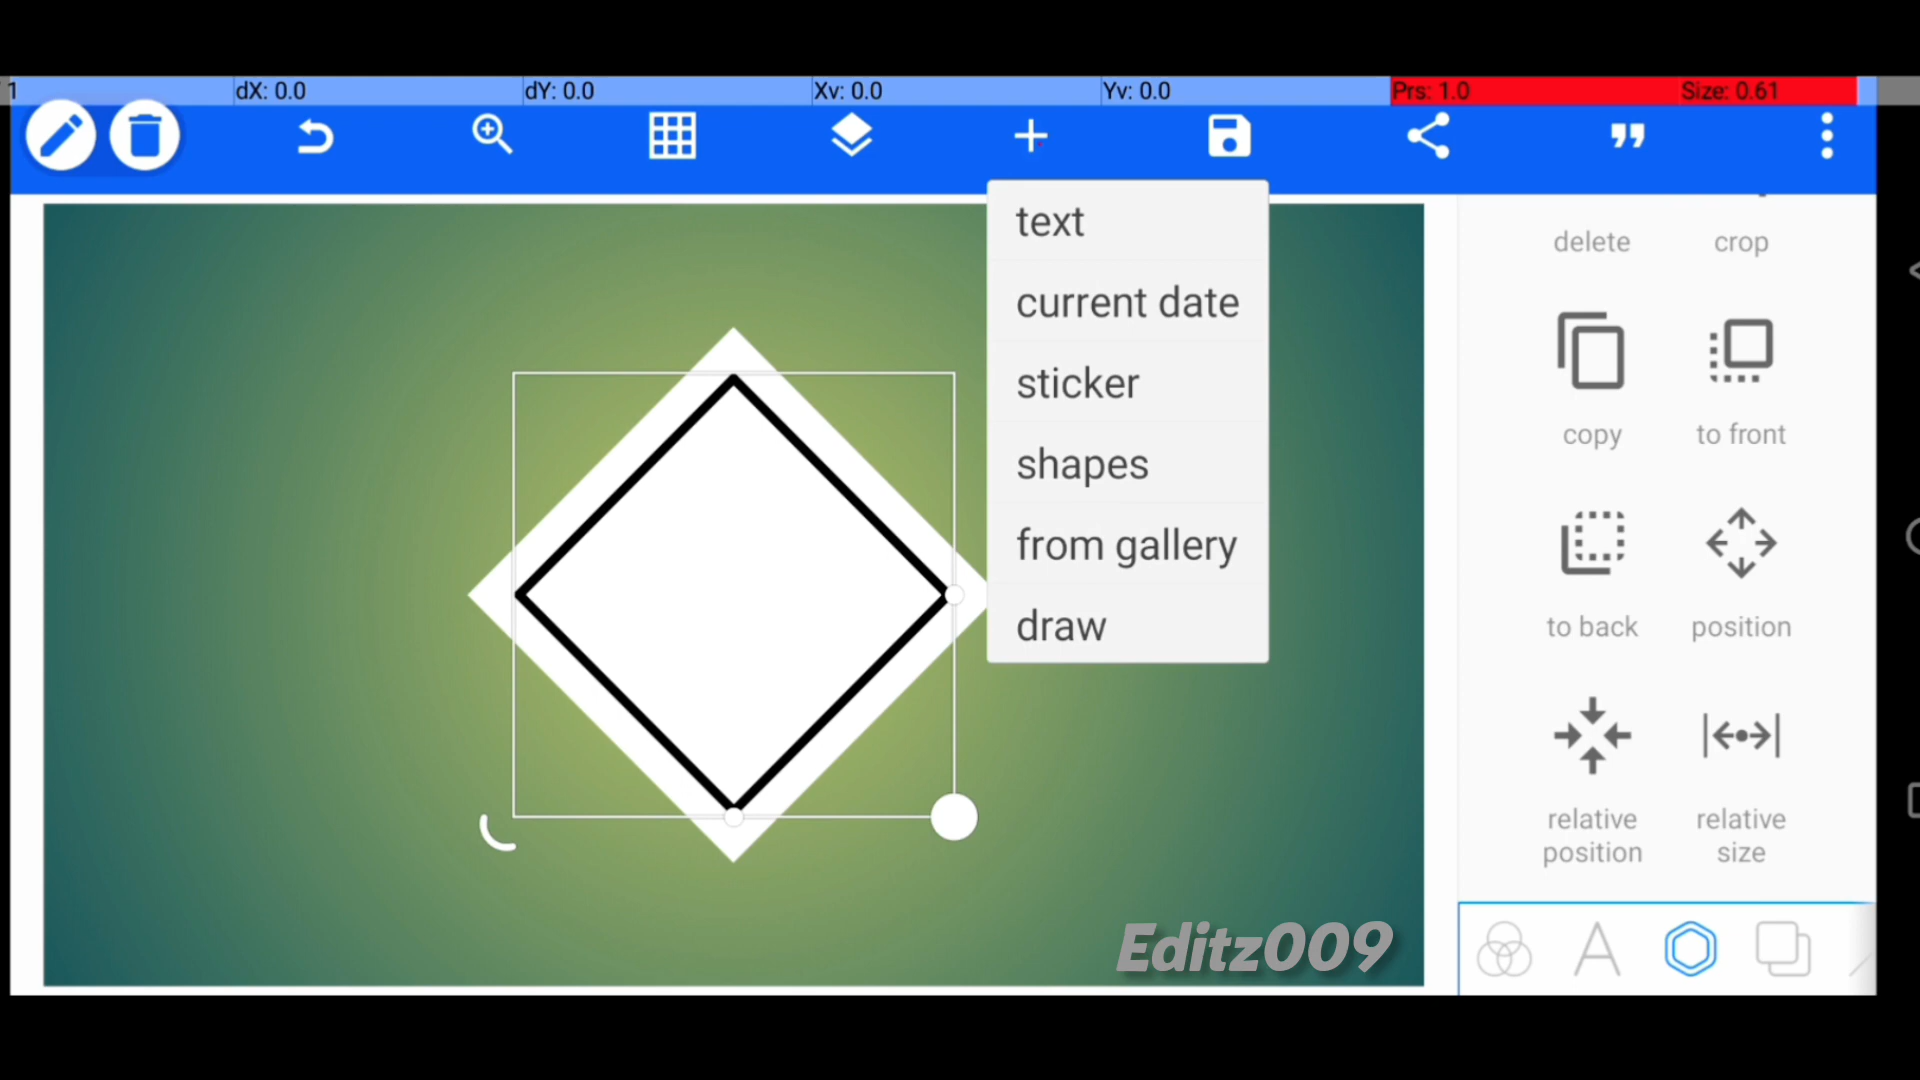 1 dX: 0.0 dY: 0.0 Xv: 0.0 Yv: 0.0 Prs: 1.0 Size: 0.61
text
current date
sticker
shapes
from gallery
draw
delete crop
copy to front
to back position
relative position relative size
Editz009